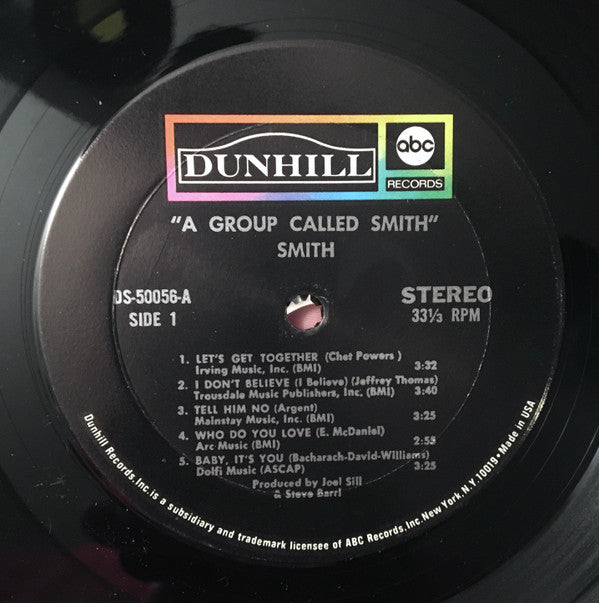 DUNHILL
abc
RECORDS
"A GROUP CALLED SMITH"
SMITH
DS-50056-A
SIDE 1
STEREO
33⅓ RPM
1. LET'S GET TOGETHER (Chet Powers)
Irving Music, Inc. (BMI) 3:32
2. I DON'T BELIEVE (I Believe) (Jeffrey Thomas)
Trousdale Music Publishers, Inc. (BMI) 3:40
3. TELL HIM NO (Argent)
Mainstay Music, Inc. (BMI) 3:25
4. WHO DO YOU LOVE (E. McDaniel)
Arc Music (BMI) 2:55
5. BABY, IT'S YOU (Bacharach-David-Williams)
Dolfi Music (ASCAP) 3:25
Produced by Joel Sill
& Steve Barri
Dunhill Records, Inc. is a subsidiary and trademark licensee of ABC Records, Inc. New York, N.Y. 10019 • Made in USA